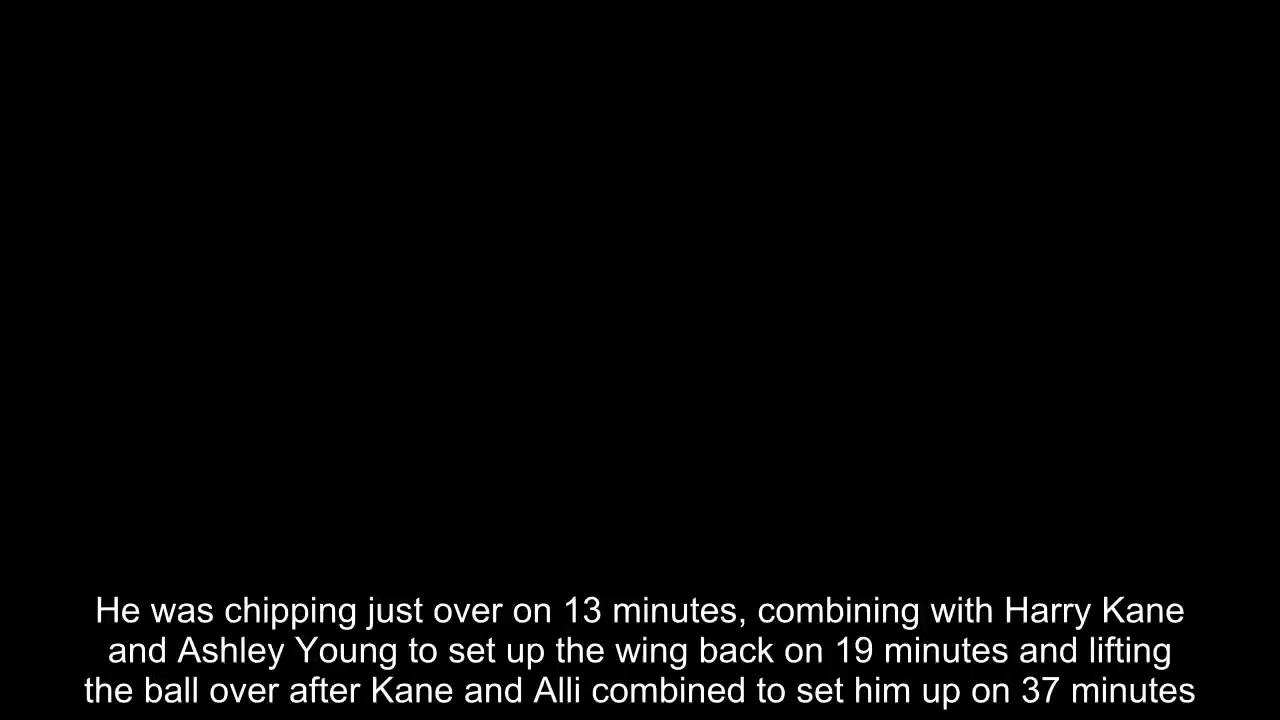 He was chipping just over on 13 minutes, combining with Harry Kane
and Ashley Young to set up the wing back on 19 minutes and lifting
the ball over after Kane and Alli combined to set him up on 37 minutes